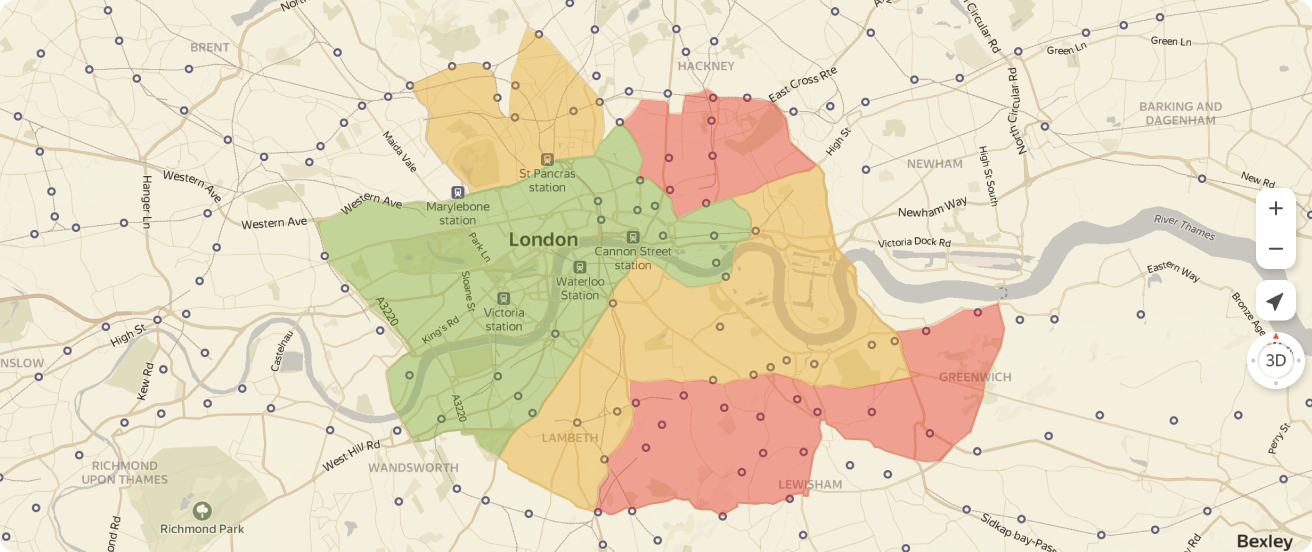 North
BRENT
HACKNEY
East Cross Rte
Circular Rd
Green Ln
Green Ln
North Circular Rd
BARKING AND
DAGENHAM
Maida Vale
High St
NEWHAM
High St South
New Rd
Western Ave
Hanger Ln
St Pancras
station
Marylebone
station
Western Ave
Western Ave
Newham Way
Victoria Dock Rd
River Thames
Park Ln
London
Cannon Street
station
Waterloo
Station
Sloane St
Victoria
station
King's Rd
A3220
Eastern Way
Bronze Age
+
−
3D
High St
NSLOW
Kew Rd
Castelnau
GREENWICH
A3220
LAMBETH
West Hill Rd
WANDSWORTH
RICHMOND
UPON THAMES
LEWISHAM
Perry St
Richmond Park
ond Rd
Sidkap bay-Pass
y Rd
Bexley